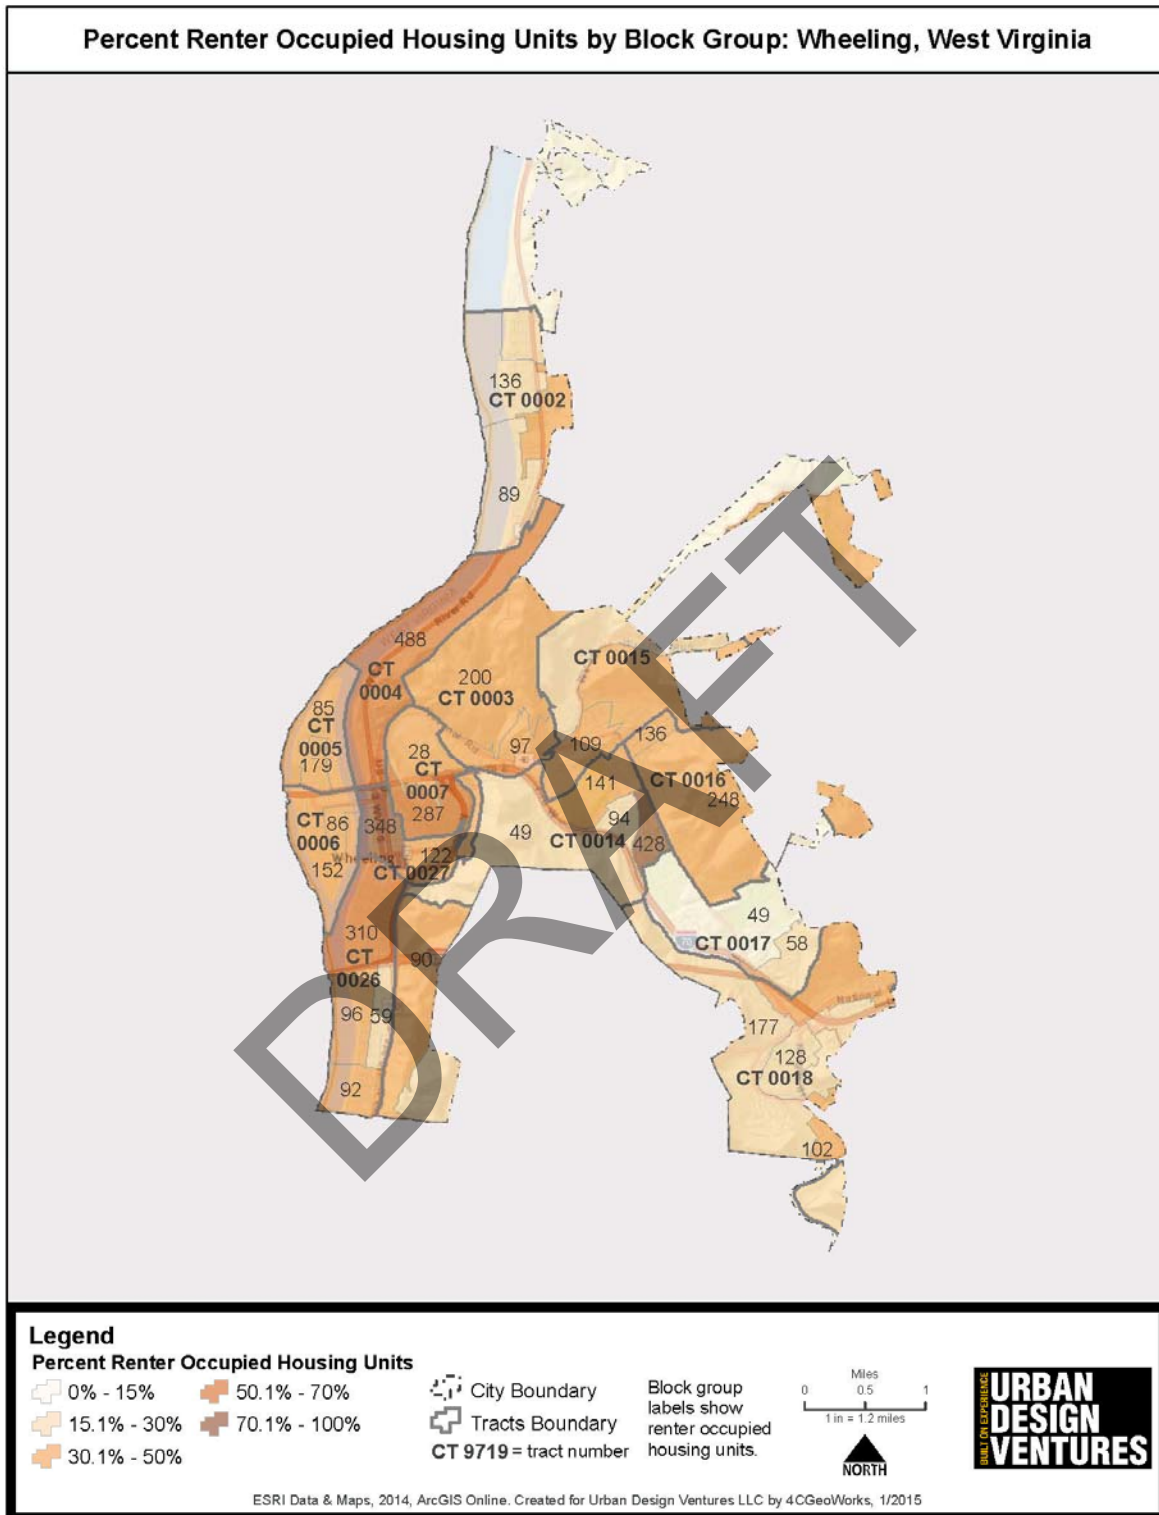 Percent Renter Occupied Housing Units by Block Group: Wheeling, West Virginia
136
CT 0002
89
488
CT
0004
200
CT 0003
CT 0015
85
CT
0005
179
28
CT
0007
287
97
109
136
141
CT 0016
248
CT
0006
86
152
348
Wheeling
122
CT 0027
49
CT 0014
94
428
310
CT
0026
90
49
CT 0017
58
96
59
92
177
128
CT 0018
102
River Rd
National
DRAFT
Legend
Percent Renter Occupied Housing Units
0% - 15%
15.1% - 30%
30.1% - 50%
50.1% - 70%
70.1% - 100%
City Boundary
Tracts Boundary
CT 9719 = tract number
Block group
labels show
renter occupied
housing units.
Miles
0 0.5 1
1 in = 1.2 miles
NORTH
BUILT ON EXPERIENCE
URBAN
DESIGN
VENTURES
ESRI Data & Maps, 2014, ArcGIS Online. Created for Urban Design Ventures LLC by 4CGeoWorks, 1/2015